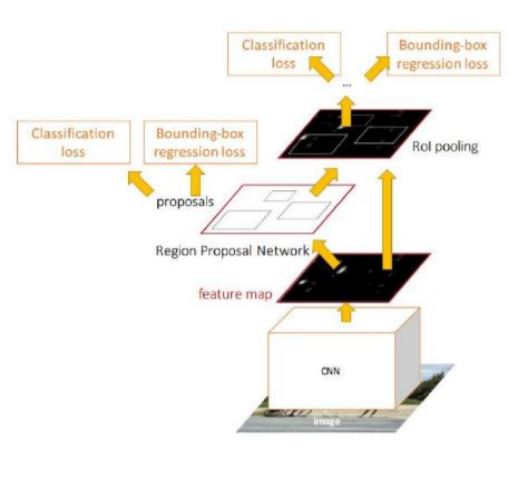 Classification
loss
Bounding-box
regression loss
...
RoI pooling
Classification
loss
Bounding-box
regression loss
proposals
Region Proposal Network
feature map
CNN
image